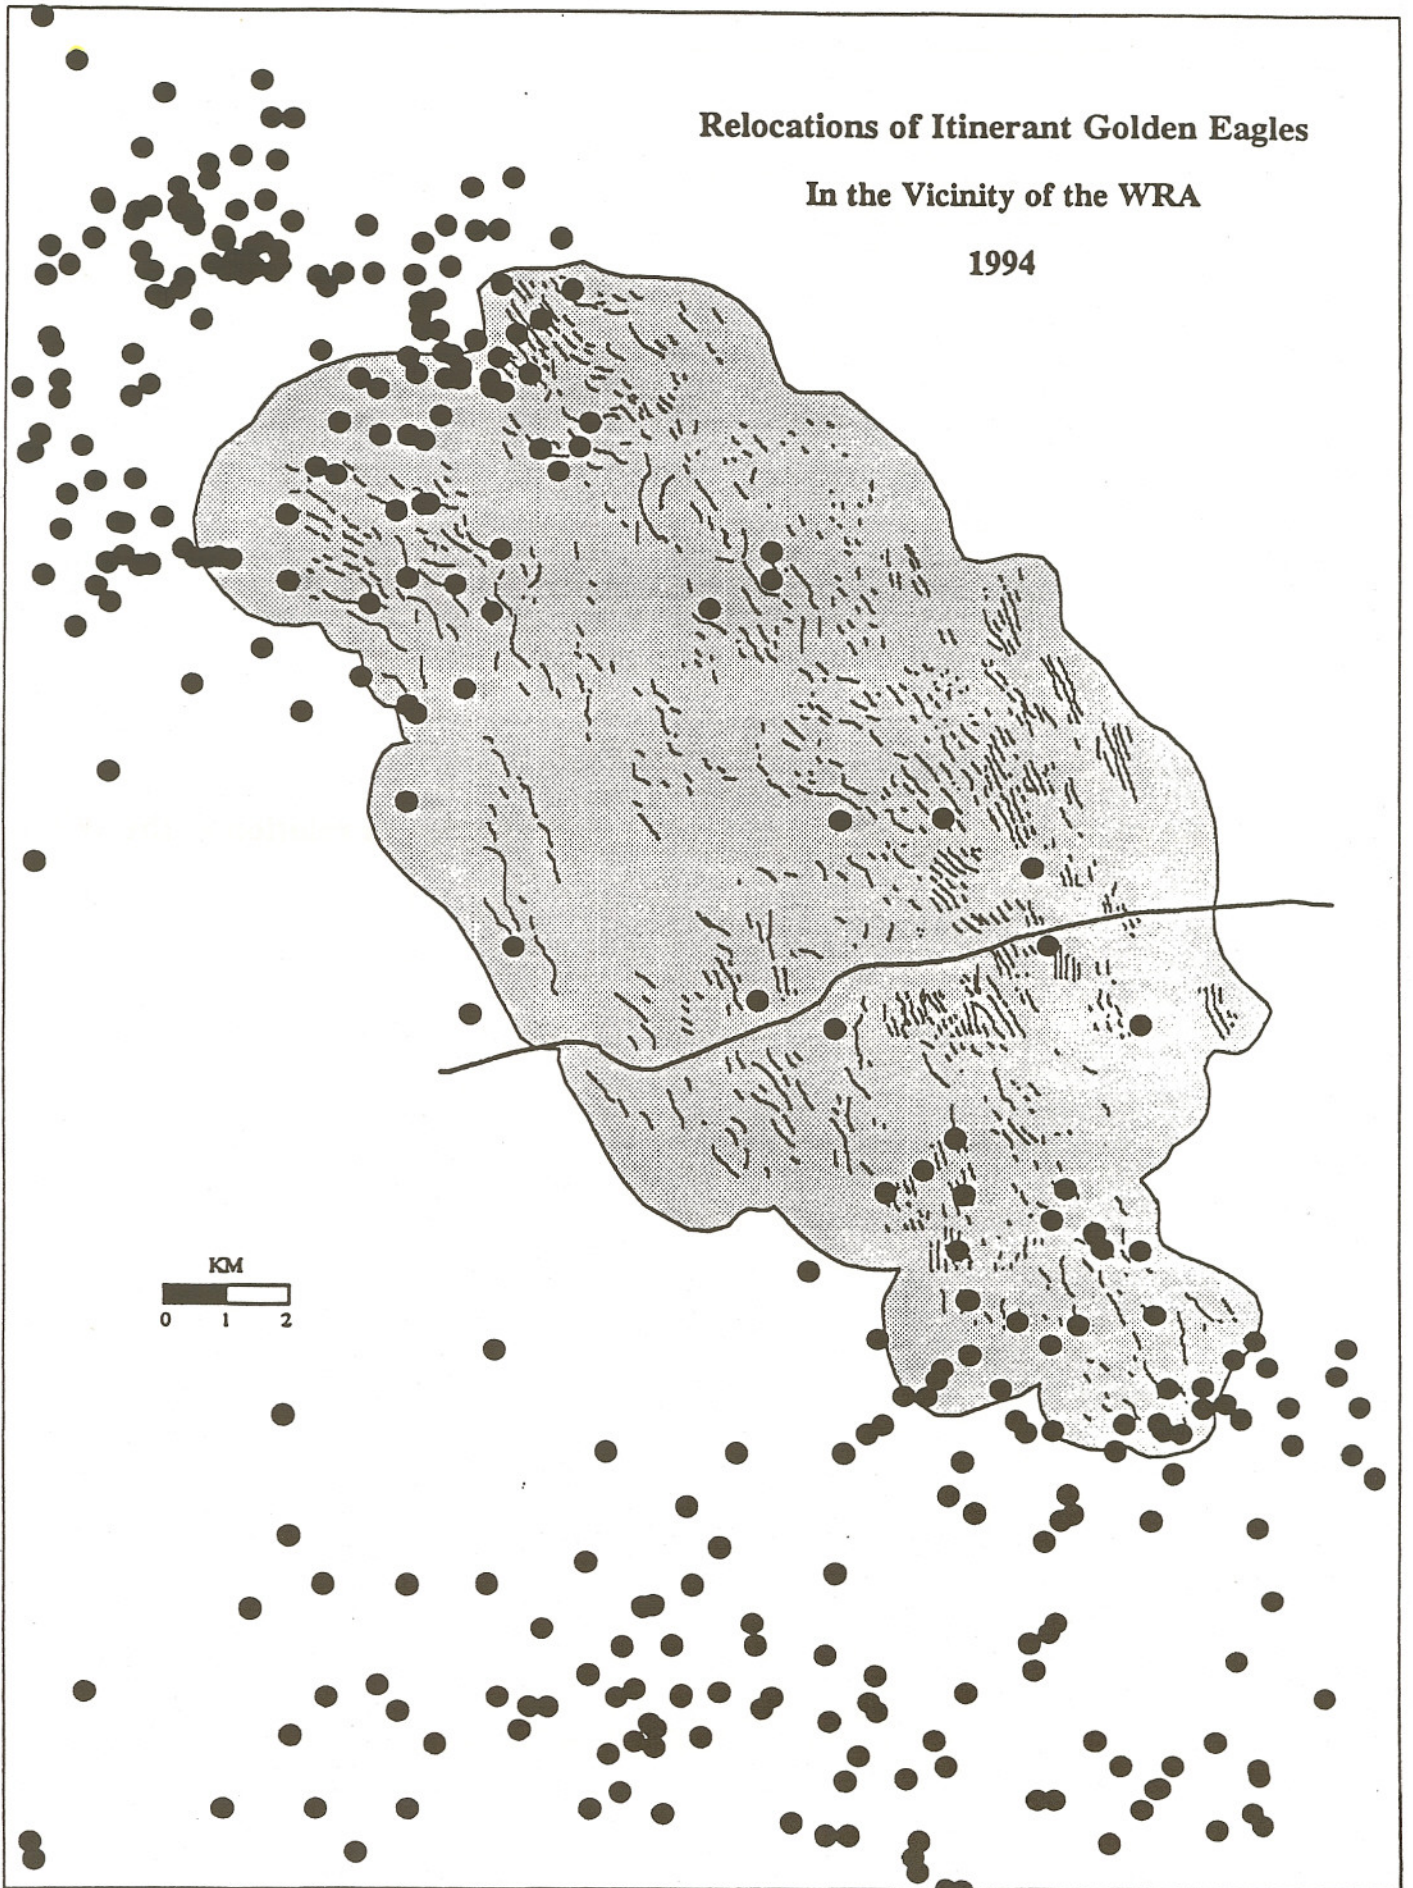 Relocations of Itinerant Golden Eagles
In the Vicinity of the WRA
1994
KM
0 1 2